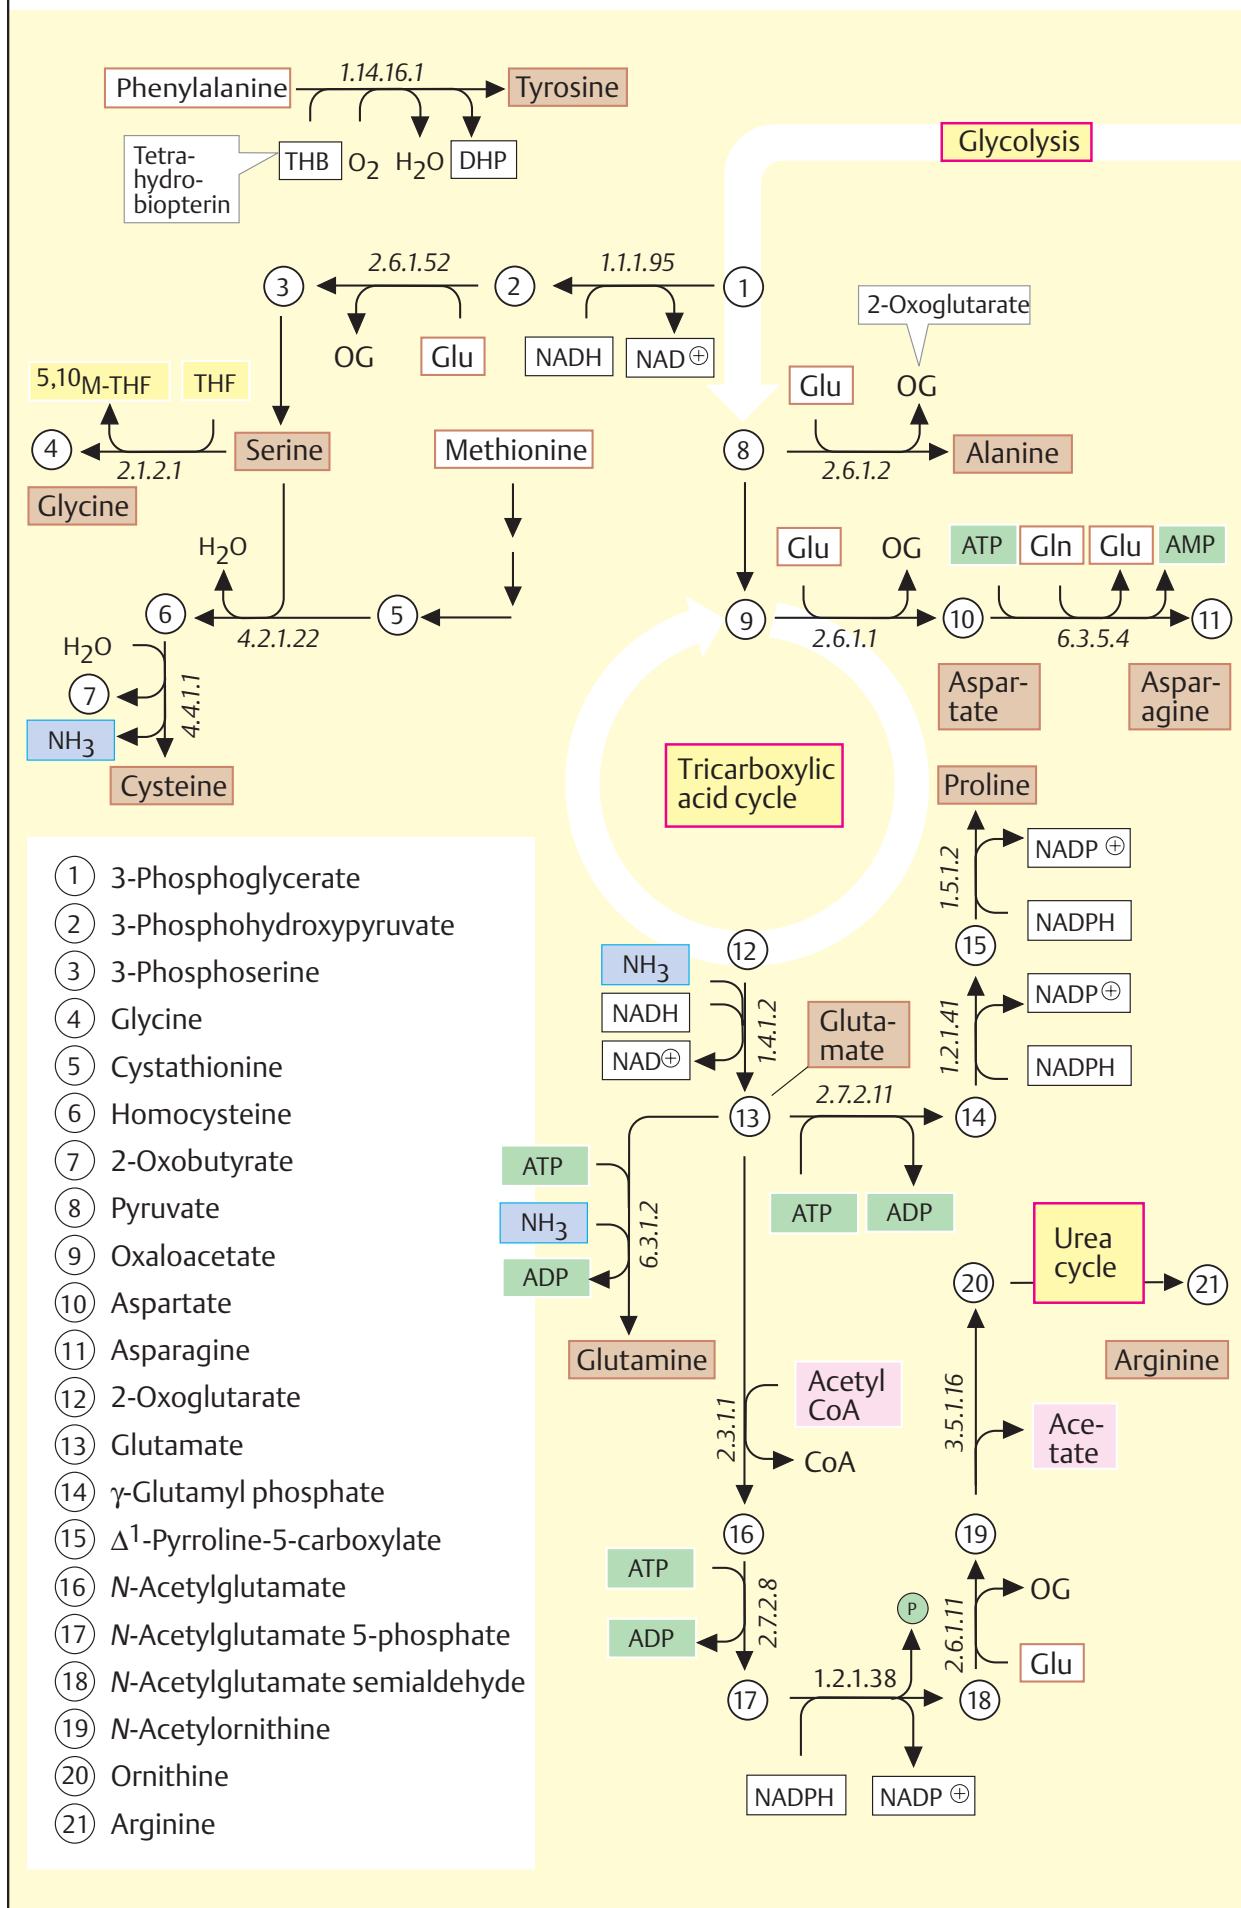 1.14.16.1
Phenylalanine
Tyrosine
Tetra-
hydro-
biopterin
THB
O2
H2O
DHP
Glycolysis
2.6.1.52
1.1.1.95
3
2
1
OG
Glu
NADH
NAD⊕
2-Oxoglutarate
5,10M-THF
THF
Glu
OG
4
2.1.2.1
Serine
Methionine
8
2.6.1.2
Alanine
Glycine
H2O
Glu
OG
ATP
Gln
Glu
AMP
6
4.2.1.22
5
9
2.6.1.1
10
6.3.5.4
11
H2O
7
4.4.1.1
NH3
Cysteine
Aspar-
tate
Aspar-
agine
Tricarboxylic
acid cycle
Proline
1.5.1.2
NADP⊕
NADPH
15
12
NH3
NADH
NAD⊕
1.4.1.2
Gluta-
mate
1.2.1.41
NADP⊕
NADPH
13
2.7.2.11
14
ATP
NH3
ADP
6.3.1.2
ATP
ADP
Urea
cycle
20
21
Glutamine
Arginine
2.3.1.1
Acetyl
CoA
CoA
3.5.1.16
Ace-
tate
16
19
ATP
ADP
2.7.2.8
P
2.6.1.11
OG
Glu
17
1.2.1.38
18
NADPH
NADP⊕
1 3-Phosphoglycerate
2 3-Phosphohydroxypyruvate
3 3-Phosphoserine
4 Glycine
5 Cystathionine
6 Homocysteine
7 2-Oxobutyrate
8 Pyruvate
9 Oxaloacetate
10 Aspartate
11 Asparagine
12 2-Oxoglutarate
13 Glutamate
14 γ-Glutamyl phosphate
15 Δ1-Pyrroline-5-carboxylate
16 N-Acetylglutamate
17 N-Acetylglutamate 5-phosphate
18 N-Acetylglutamate semialdehyde
19 N-Acetylornithine
20 Ornithine
21 Arginine